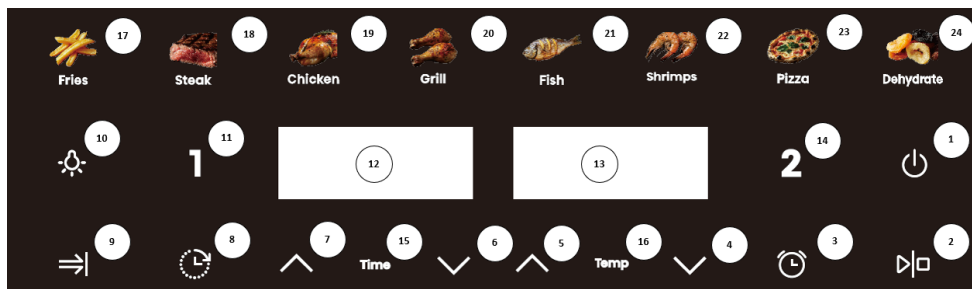 17 18 19 20 21 22 23 24
Fries Steak Chicken Grill Fish Shrimps Pizza Dehydrate
10 11 14 1
1 12 13 2
9 8 7 15 6 5 16 4 3 2
Time Temp